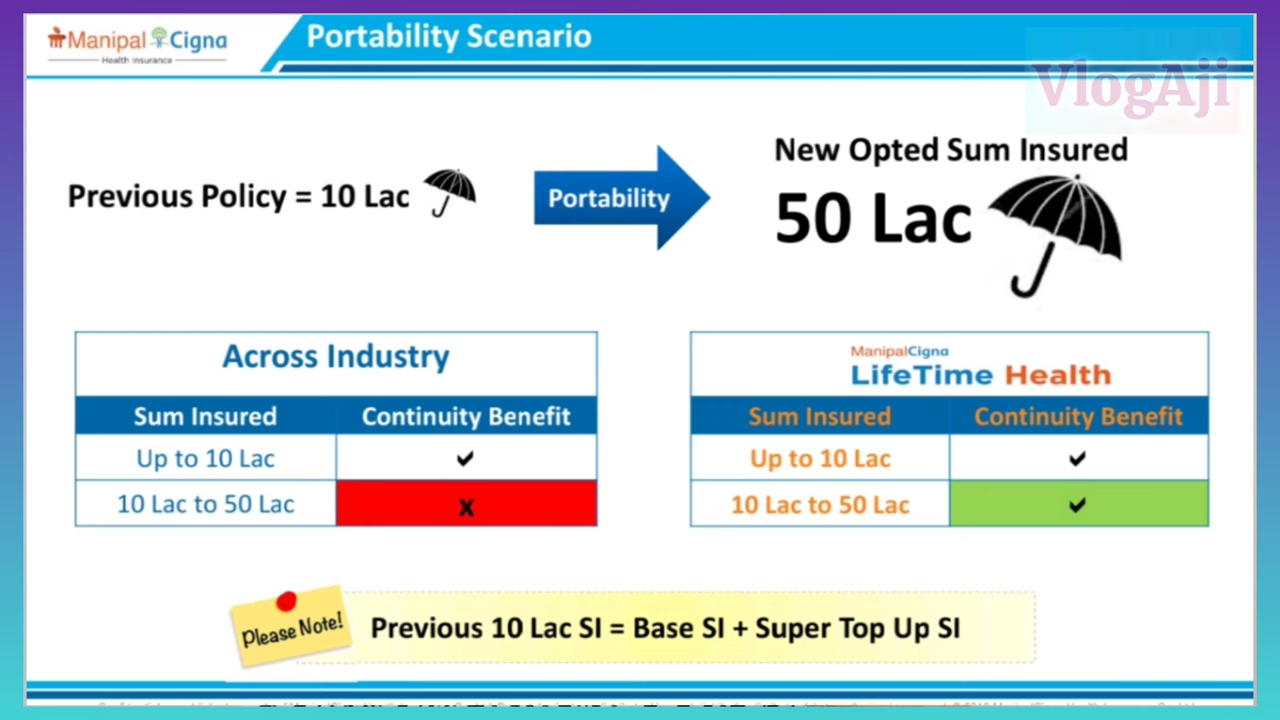 ManipalCigna
Health Insurance
Portability Scenario
VlogAji
Previous Policy = 10 Lac
Portability
New Opted Sum Insured
50 Lac
Across Industry
Sum Insured Continuity Benefit
Up to 10 Lac ✓
10 Lac to 50 Lac x
ManipalCigna
LifeTime Health
Sum Insured Continuity Benefit
Up to 10 Lac ✓
10 Lac to 50 Lac ✓
Please Note!
Previous 10 Lac SI = Base SI + Super Top Up SI